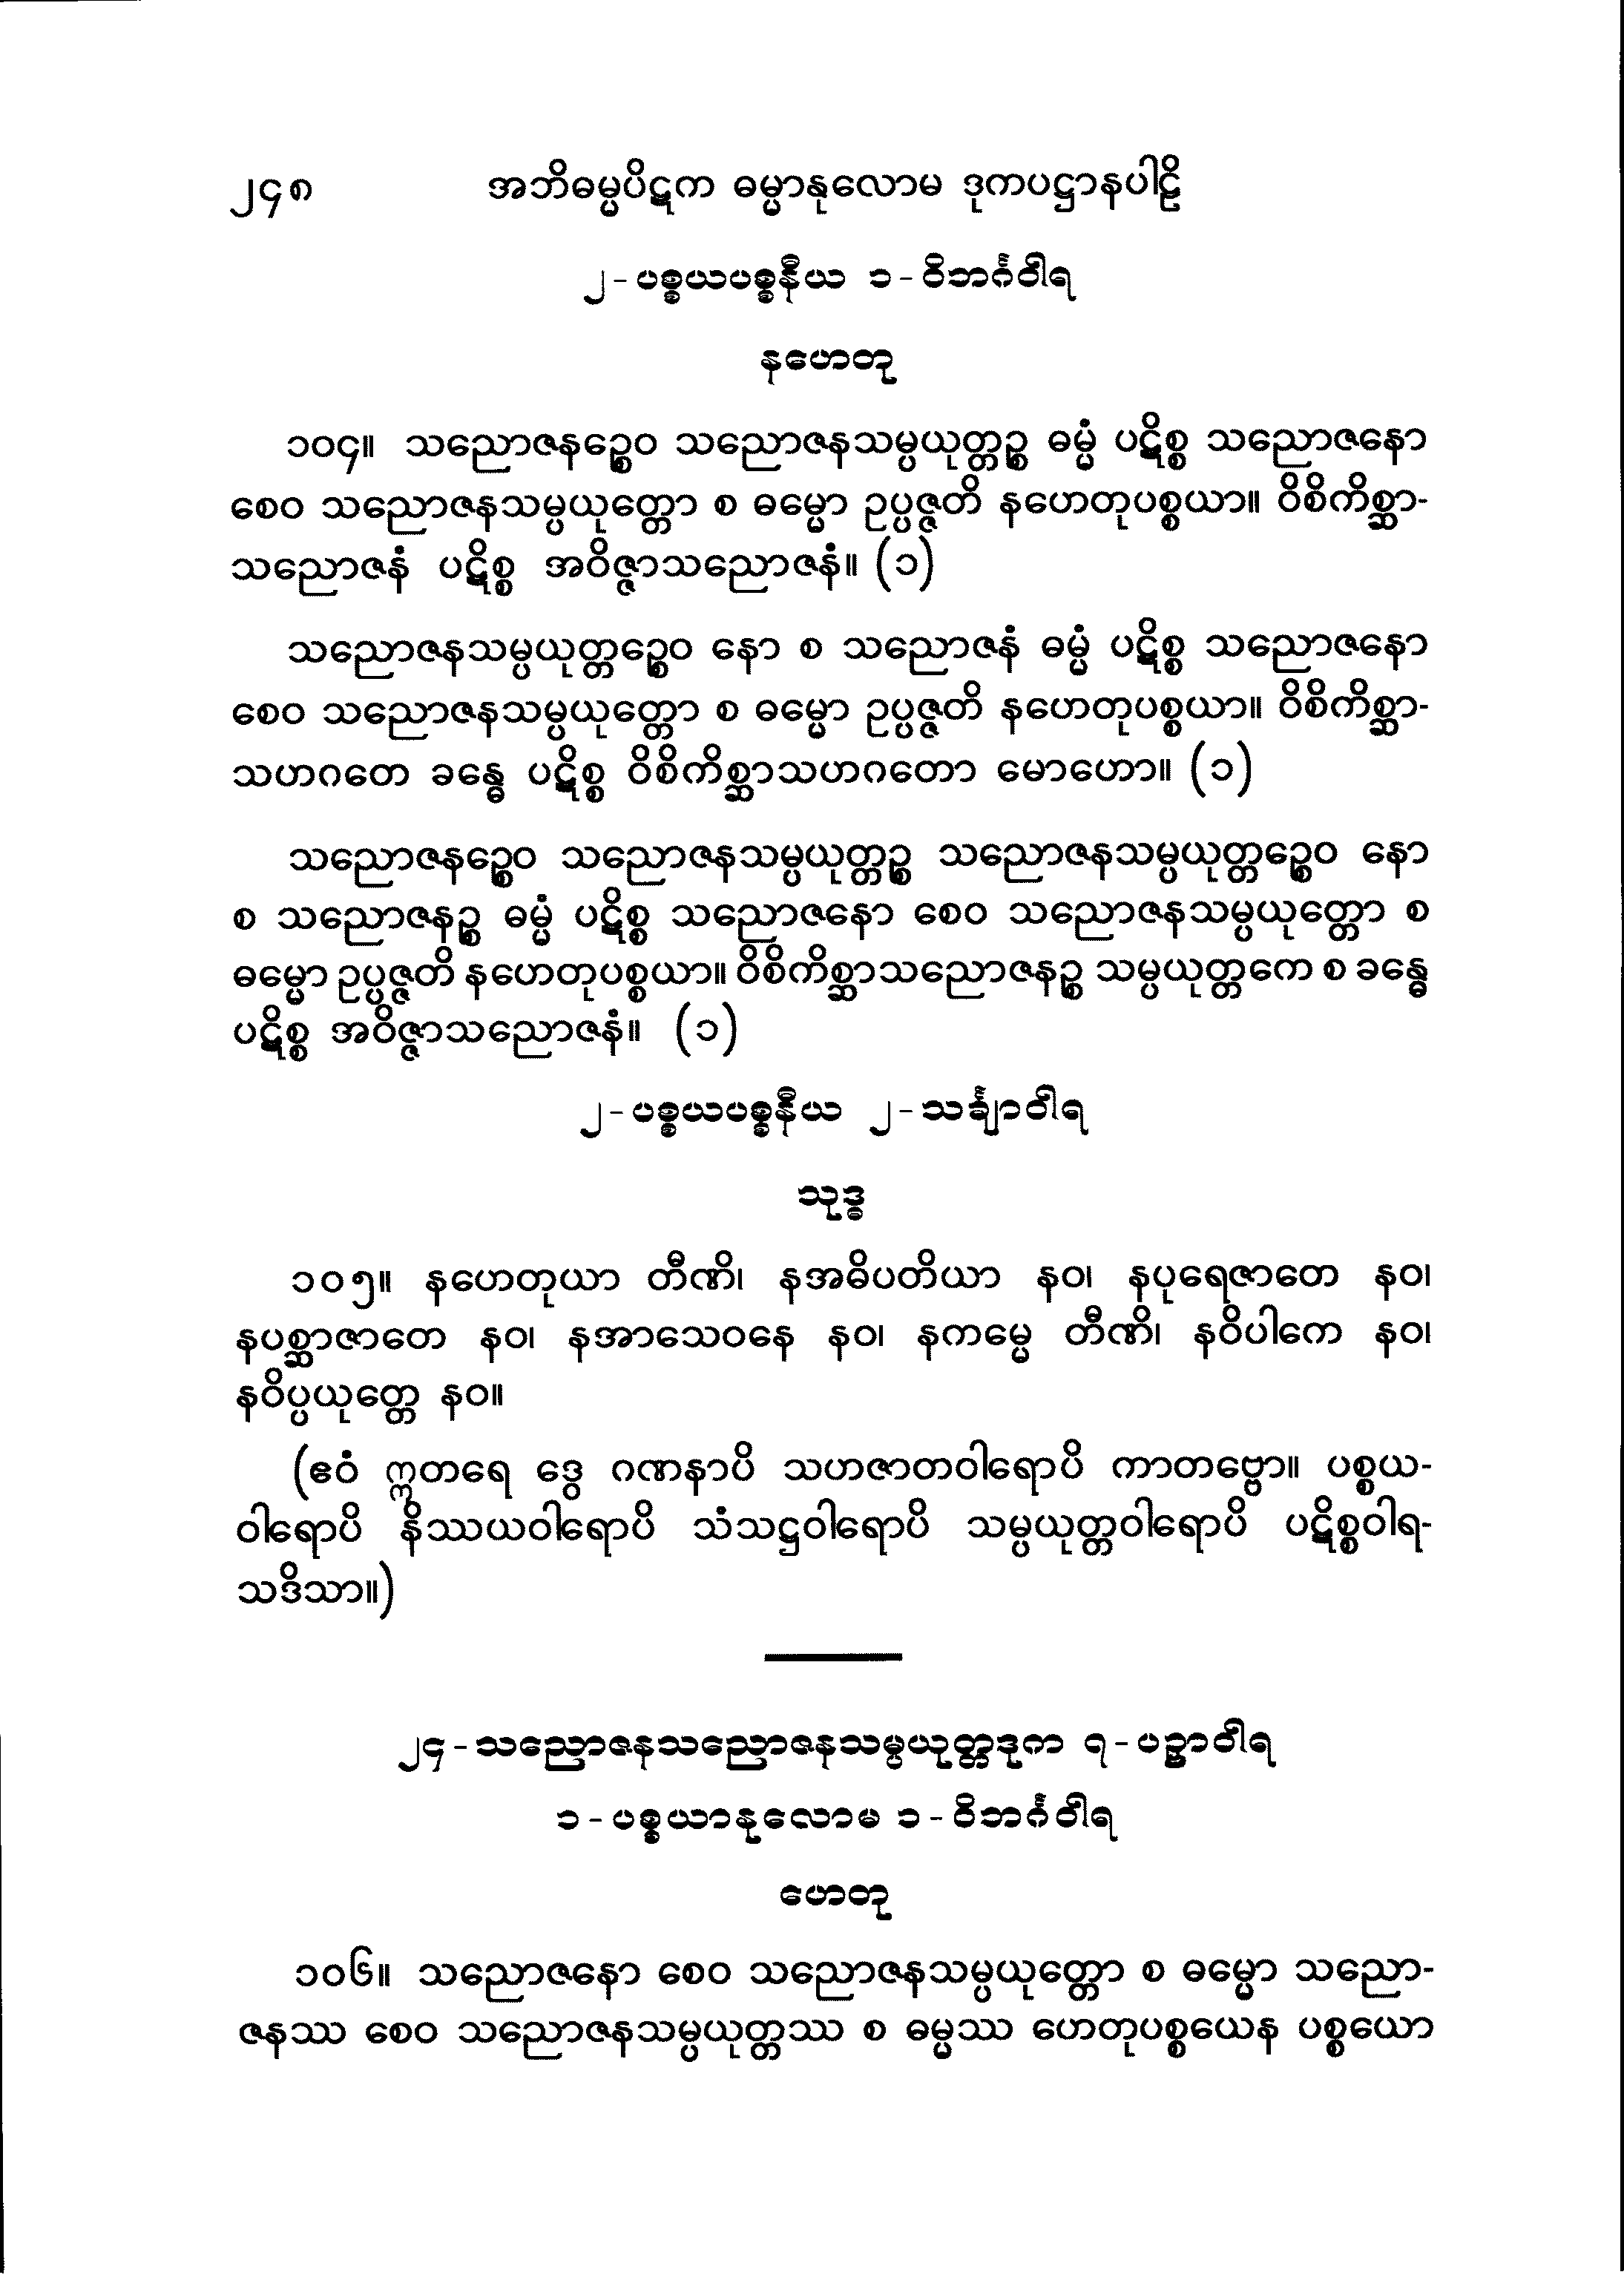 ၂၄၈ အဘိဓမ္မပိဋက ဓမ္မာနုလောမ ဒုကပဋ္ဌာနပါဠိ
၂-ပစ္စယပစ္စနီယ ၁-ဝိဘင်္ဂဝါရ
နဟေတု
၁၀၄။ သညောဇနဉ္စေဝ သညောဇနသမ္ပယုတ္တဉ္စ ဓမ္မံ ပဋိစ္စ သညောဇနော
စေဝ သညောဇနသမ္ပယုတ္တော စ ဓမ္မော ဥပ္ပဇ္ဇတိ နဟေတုပစ္စယာ။ ဝိစိကိစ္ဆာ-
သညောဇနံ ပဋိစ္စ အဝိဇ္ဇာသညောဇနံ။ (၁)
သညောဇနသမ္ပယုတ္တဉ္စေဝ နော စ သညောဇနံ ဓမ္မံ ပဋိစ္စ သညောဇနော
စေဝ သညောဇနသမ္ပယုတ္တော စ ဓမ္မော ဥပ္ပဇ္ဇတိ နဟေတုပစ္စယာ။ ဝိစိကိစ္ဆာ-
သဟဂတေ ခန္ဓေ ပဋိစ္စ ဝိစိကိစ္ဆာသဟဂတော မောဟော။ (၁)
သညောဇနဉ္စေဝ သညောဇနသမ္ပယုတ္တဉ္စ သညောဇနသမ္ပယုတ္တဉ္စေဝ နော
စ သညောဇနဉ္စ ဓမ္မံ ပဋိစ္စ သညောဇနော စေဝ သညောဇနသမ္ပယုတ္တော စ
ဓမ္မော ဥပ္ပဇ္ဇတိ နဟေတုပစ္စယာ။ ဝိစိကိစ္ဆာသညောဇနဉ္စ သမ္ပယုတ္တကေ စ ခန္ဓေ
ပဋိစ္စ အဝိဇ္ဇာသညောဇနံ။ (၁)
၂-ပစ္စယပစ္စနီယ ၂-သင်္ချာဝါရ
သုဒ္ဓ
၁၀၅။ နဟေတုယာ တီဏိ၊ နအဓိပတိယာ နဝ၊ နပုရေဇာတေ နဝ၊
နပစ္ဆာဇာတေ နဝ၊ နအာသေဝနေ နဝ၊ နကမ္မေ တီဏိ၊ နဝိပါကေ နဝ၊
နဝိပ္ပယုတ္တေ နဝ။
(ဧဝံ ဣတရေ ဒွေ ဂဏနာပိ သဟဇာတဝါရောပိ ကာတဗ္ဗော။ ပစ္စယ-
ဝါရောပိ နိဿယဝါရောပိ သံသဋ္ဌဝါရောပိ သမ္ပယုတ္တဝါရောပိ ပဋိစ္စဝါရ-
သဒိသာ။)
၂၄-သညောဇနသညောဇနသမ္ပယုတ္တဒုက ၇-ပဉှာဝါရ
၁-ပစ္စယာနုလောမ ၁-ဝိဘင်္ဂဝါရ
ဟေတု
၁၀၆။ သညောဇနော စေဝ သညောဇနသမ္ပယုတ္တော စ ဓမ္မော သညော-
ဇနဿ စေဝ သညောဇနသမ္ပယုတ္တဿ စ ဓမ္မဿ ဟေတုပစ္စယေန ပစ္စယော